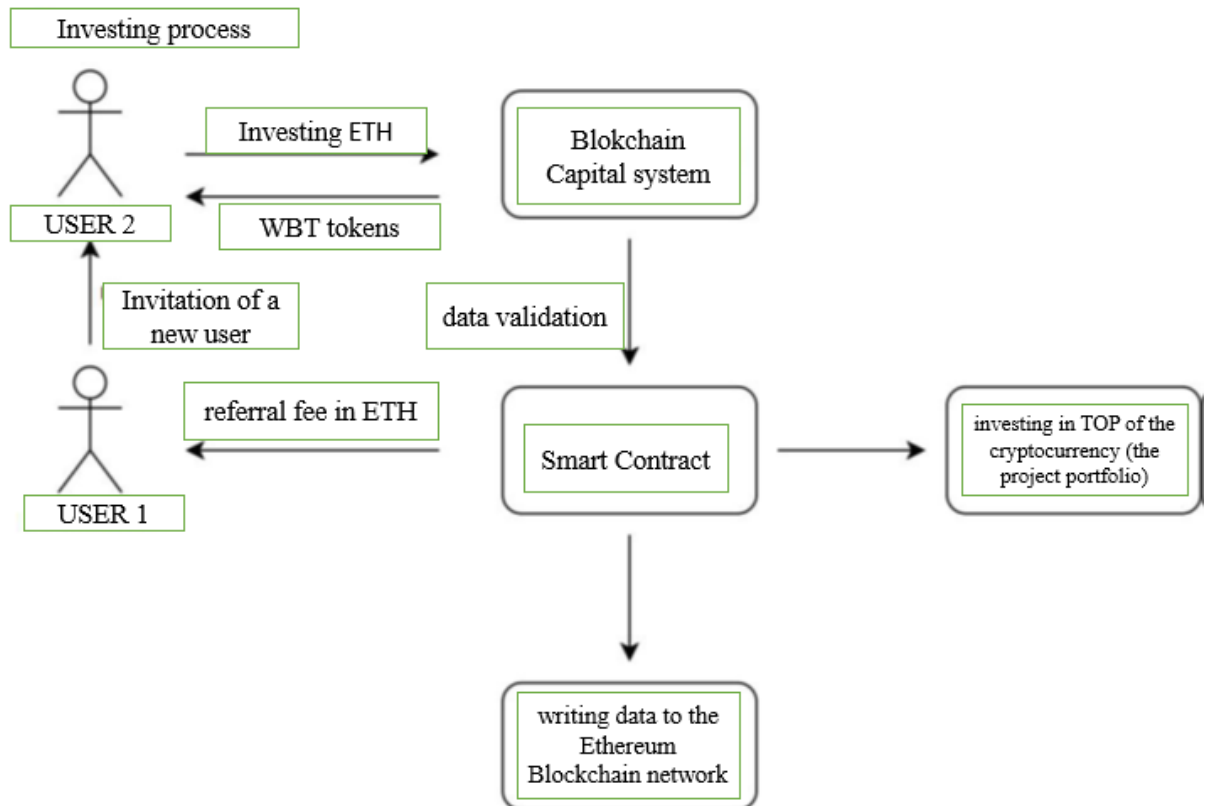 Investing process
Investing ETH
Blokchain
Capital system
USER 2
WBT tokens
Invitation of a
new user
data validation
referral fee in ETH
Smart Contract
investing in TOP of the
cryptocurrency (the
project portfolio)
USER 1
writing data to the
Ethereum
Blockchain network